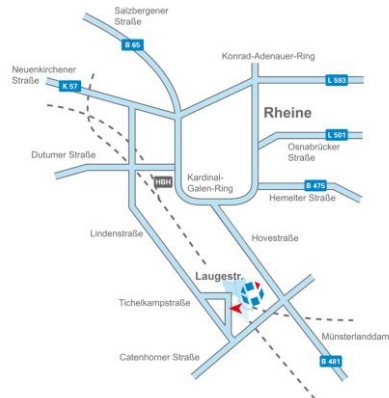 Salzbergener
Straße
B 65
Konrad-Adenauer-Ring
Neuenkirchener
Straße
K 57
L 593
Rheine
L 501
Osnabrücker
Straße
Dutumer Straße
HBH
Kardinal-
Galen-Ring
B 475
Hemelter Straße
Lindenstraße
Hovestraße
Laugestr.
Tichelkampstraße
Münsterlanddam
Catenhorner Straße
B 481